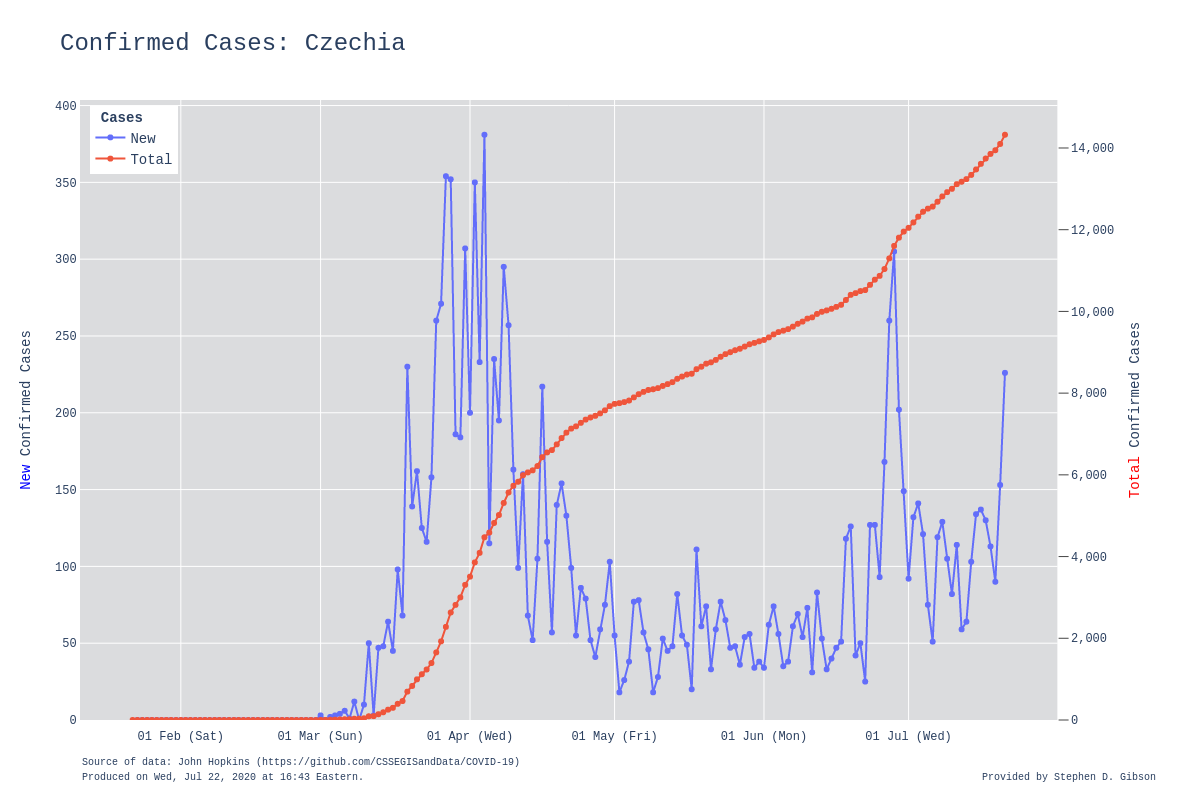 Confirmed Cases: Czechia
Cases
New
Total
400
350
300
250
200
150
100
50
0
14,000
12,000
10,000
8,000
6,000
4,000
2,000
0
New Confirmed Cases
Total Confirmed Cases
01 Feb (Sat) 01 Mar (Sun) 01 Apr (Wed) 01 May (Fri) 01 Jun (Mon) 01 Jul (Wed)
Source of data: John Hopkins (https://github.com/CSSEGISandData/COVID-19)
Produced on Wed, Jul 22, 2020 at 16:43 Eastern.
Provided by Stephen D. Gibson